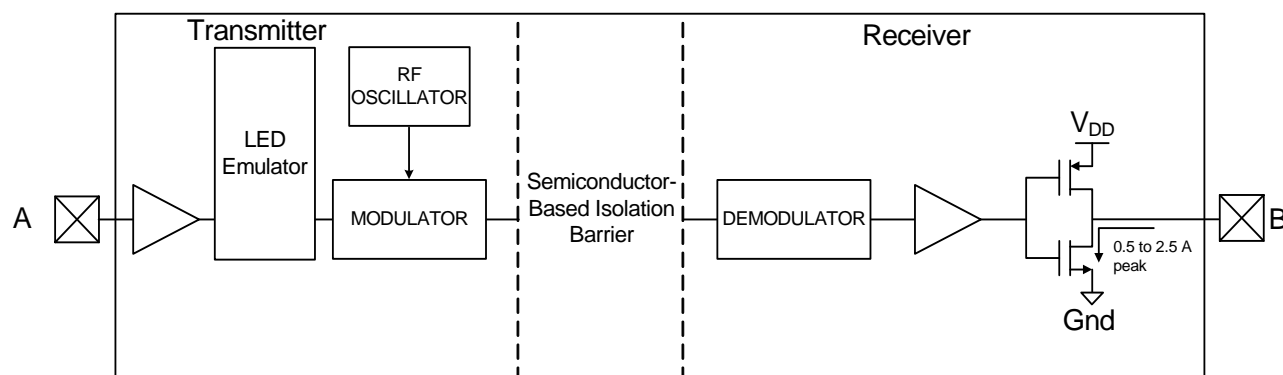 Transmitter
Receiver
RF
OSCILLATOR
LED
Emulator
MODULATOR
A
Semiconductor-
Based Isolation
Barrier
DEMODULATOR
V_DD
0.5 to 2.5 A
peak
Gnd
B